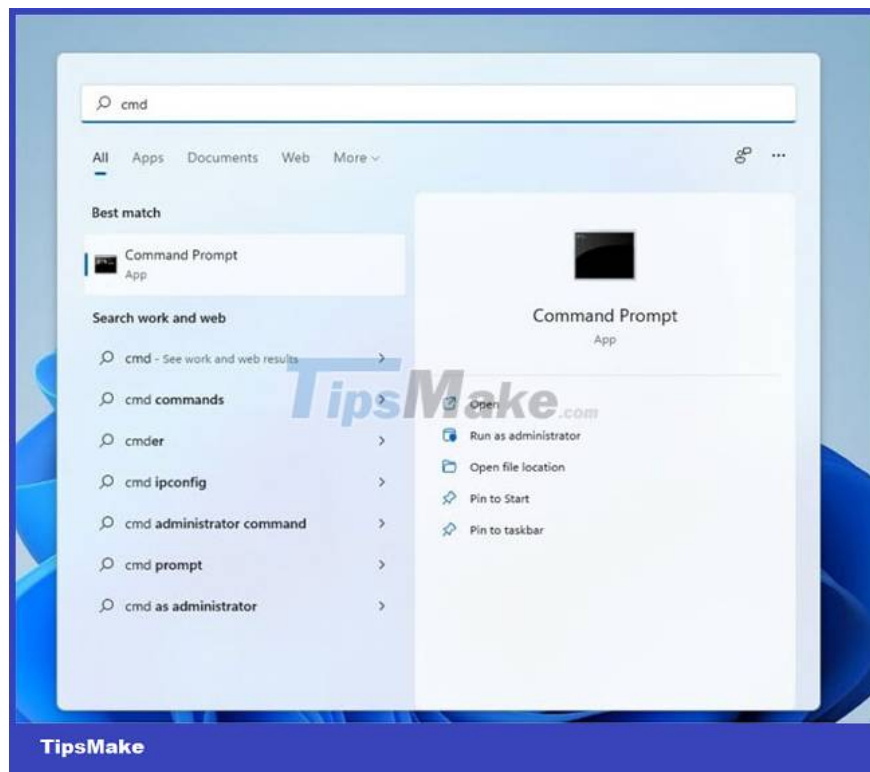 cmd
All Apps Documents Web More
Best match
Command Prompt
App
Search work and web
cmd - See work and web results
cmd commands
cmder
cmd ipconfig
cmd administrator command
cmd prompt
cmd as administrator
Command Prompt
App
Open
Run as administrator
Open file location
Pin to Start
Pin to taskbar
TipsMake.com
TipsMake